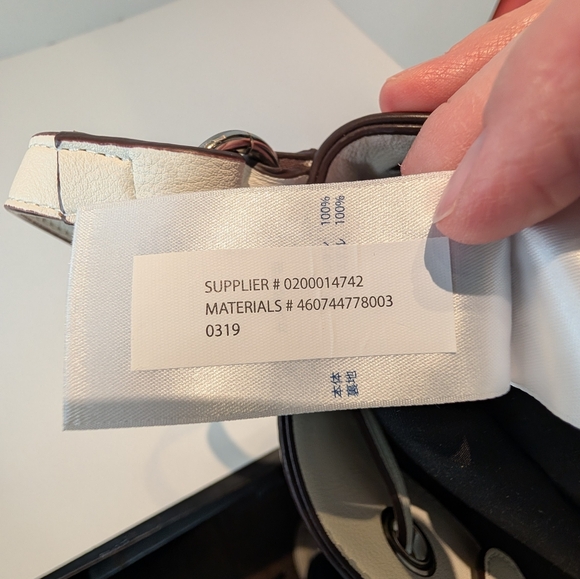 SUPPLIER # 0200014742
MATERIALS # 460744778003
0319
本体 100%
裏地 100%